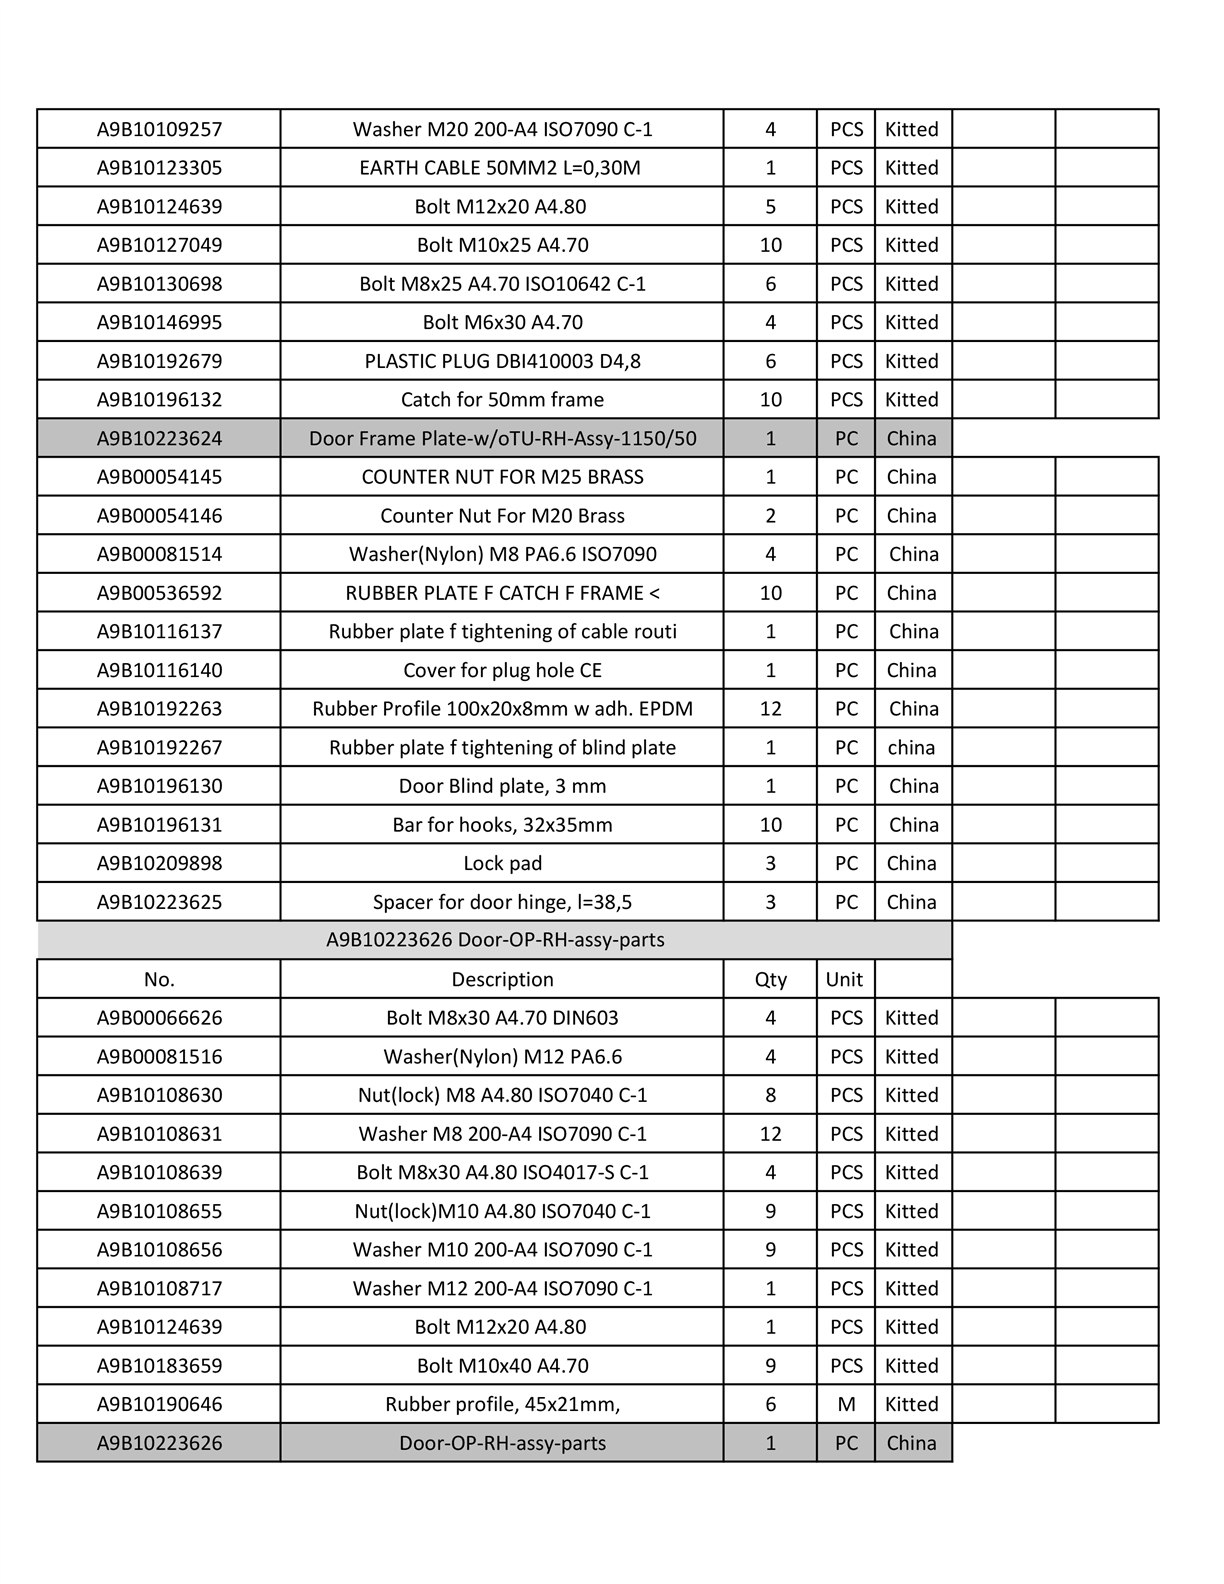 A9B10109257 Washer M20 200-A4 ISO7090 C-1 4 PCS Kitted
A9B10123305 EARTH CABLE 50MM2 L=0,30M 1 PCS Kitted
A9B10124639 Bolt M12x20 A4.80 5 PCS Kitted
A9B10127049 Bolt M10x25 A4.70 10 PCS Kitted
A9B10130698 Bolt M8x25 A4.70 ISO10642 C-1 6 PCS Kitted
A9B10146995 Bolt M6x30 A4.70 4 PCS Kitted
A9B10192679 PLASTIC PLUG DBI410003 D4,8 6 PCS Kitted
A9B10196132 Catch for 50mm frame 10 PCS Kitted
A9B10223624 Door Frame Plate-w/oTU-RH-Assy-1150/50 1 PC China
A9B00054145 COUNTER NUT FOR M25 BRASS 1 PC China
A9B00054146 Counter Nut For M20 Brass 2 PC China
A9B00081514 Washer(Nylon) M8 PA6.6 ISO7090 4 PC China
A9B00536592 RUBBER PLATE F CATCH F FRAME < 10 PC China
A9B10116137 Rubber plate f tightening of cable routi 1 PC China
A9B10116140 Cover for plug hole CE 1 PC China
A9B10192263 Rubber Profile 100x20x8mm w adh. EPDM 12 PC China
A9B10192267 Rubber plate f tightening of blind plate 1 PC china
A9B10196130 Door Blind plate, 3 mm 1 PC China
A9B10196131 Bar for hooks, 32x35mm 10 PC China
A9B10209898 Lock pad 3 PC China
A9B10223625 Spacer for door hinge, l=38,5 3 PC China
A9B10223626 Door-OP-RH-assy-parts
No. Description Qty Unit
A9B00066626 Bolt M8x30 A4.70 DIN603 4 PCS Kitted
A9B00081516 Washer(Nylon) M12 PA6.6 4 PCS Kitted
A9B10108630 Nut(lock) M8 A4.80 ISO7040 C-1 8 PCS Kitted
A9B10108631 Washer M8 200-A4 ISO7090 C-1 12 PCS Kitted
A9B10108639 Bolt M8x30 A4.80 ISO4017-S C-1 4 PCS Kitted
A9B10108655 Nut(lock)M10 A4.80 ISO7040 C-1 9 PCS Kitted
A9B10108656 Washer M10 200-A4 ISO7090 C-1 9 PCS Kitted
A9B10108717 Washer M12 200-A4 ISO7090 C-1 1 PCS Kitted
A9B10124639 Bolt M12x20 A4.80 1 PCS Kitted
A9B10183659 Bolt M10x40 A4.70 9 PCS Kitted
A9B10190646 Rubber profile, 45x21mm, 6 M Kitted
A9B10223626 Door-OP-RH-assy-parts 1 PC China